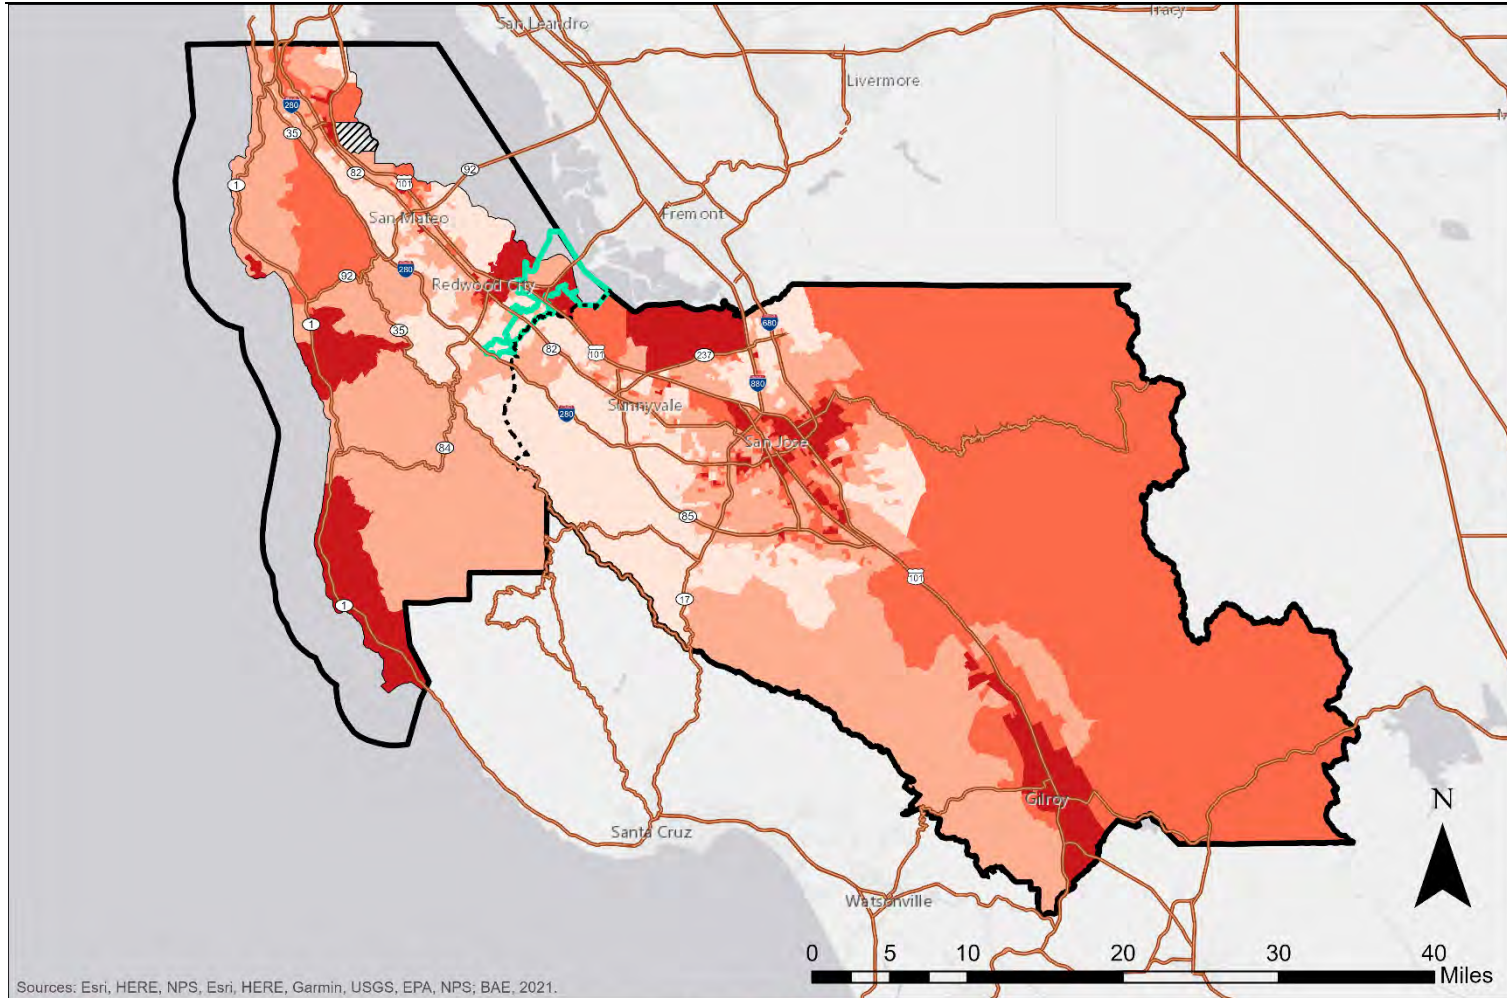 San Leandro
Tracy
Livermore
M
280
35
82
101
92
1
San Mateo
Fremont
280
92
Redwood City
1
35
82
101
237
680
880
280
Sunnyvale
San Jose
84
85
101
1
17
Gilroy
Santa Cruz
Watsonville
N
0 5 10 20 30 40
Miles
Sources: Esri, HERE, NPS, Esri, HERE, Garmin, USGS, EPA, NPS; BAE, 2021.